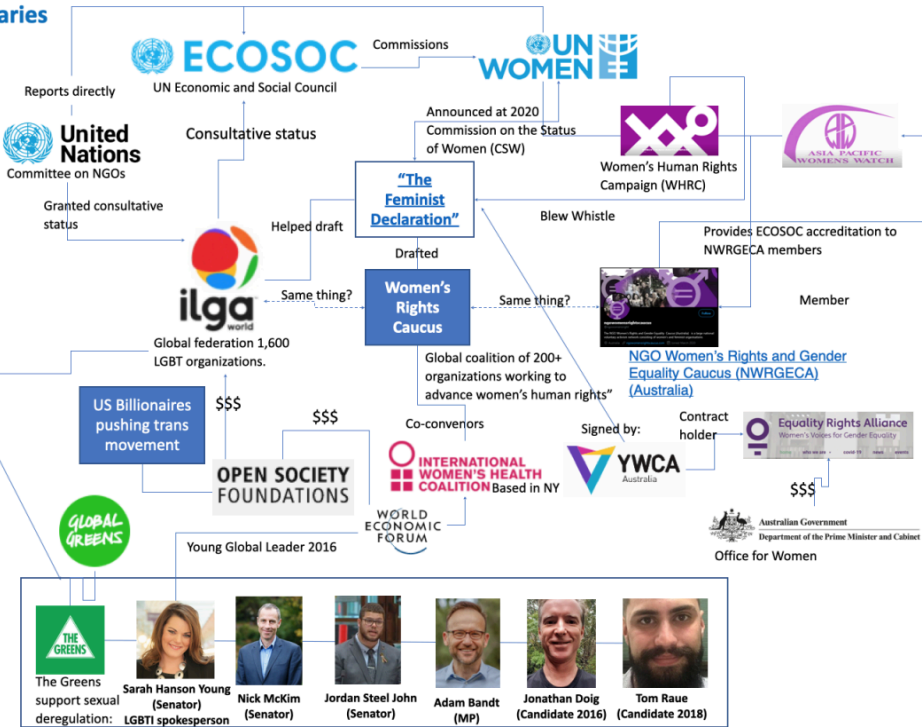 aries
ECOSOC
UN Economic and Social Council
Commissions
UN
WOMEN
Reports directly
United
Nations
Committee on NGOs
Consultative status
Announced at 2020
Commission on the Status
of Women (CSW)
Women's Human Rights
Campaign (WHRC)
ASIA PACIFIC
WOMEN'S WATCH
Granted consultative
status
Helped draft
"The
Feminist
Declaration"
Blew Whistle
Provides ECOSOC accreditation to
NWRGECA members
Drafted
ilga
world
Same thing?
Women's
Rights
Caucus
Same thing?
Member
Global federation 1,600
LGBT organizations.
Global coalition of 200+
organizations working to
advance women's human rights"
NGO Women's Rights and Gender
Equality Caucus (NWRGECA)
(Australia)
US Billionaires
pushing trans
movement
$$$
$$$
Co-convenors
Signed by:
Contract
holder
Equality Rights Alliance
Women's Voices for Gender Equality
OPEN SOCIETY
FOUNDATIONS
INTERNATIONAL
WOMEN'S HEALTH
COALITION
Based in NY
YWCA
Australia
$$$
GLOBAL
GREENS
WORLD
ECONOMIC
FORUM
Young Global Leader 2016
Australian Government
Department of the Prime Minister and Cabinet
Office for Women
THE
GREENS
The Greens
support sexual
deregulation:
Sarah Hanson Young
(Senator)
LGBTI spokesperson
Nick McKim
(Senator)
Jordan Steel John
(Senator)
Adam Bandt
(MP)
Jonathan Doig
(Candidate 2016)
Tom Raue
(Candidate 2018)